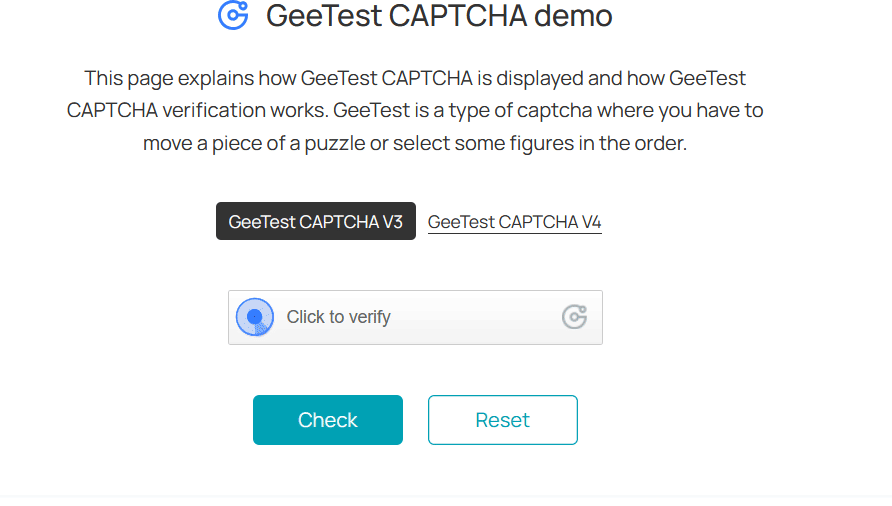 GeeTest CAPTCHA demo
This page explains how GeeTest CAPTCHA is displayed and how GeeTest
CAPTCHA verification works. GeeTest is a type of captcha where you have to
move a piece of a puzzle or select some figures in the order.
GeeTest CAPTCHA V3 GeeTest CAPTCHA V4
Click to verify
Check Reset